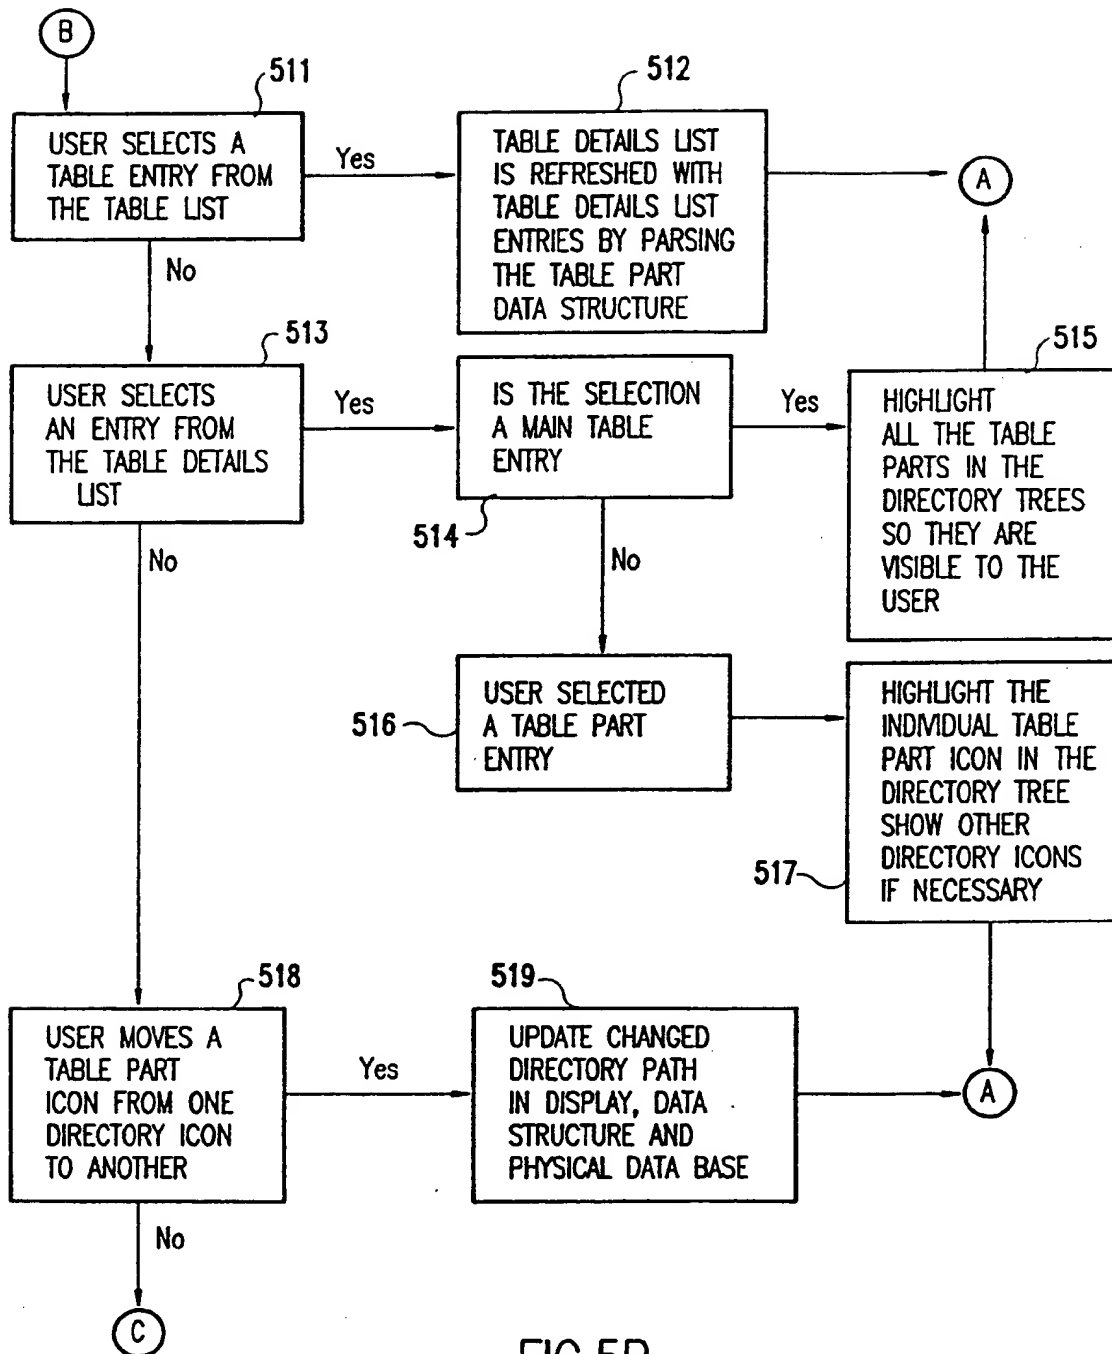 B
511
USER SELECTS A
TABLE ENTRY FROM
THE TABLE LIST
Yes
512
TABLE DETAILS LIST
IS REFRESHED WITH
TABLE DETAILS LIST
ENTRIES BY PARSING
THE TABLE PART
DATA STRUCTURE
A
No
513
USER SELECTS
AN ENTRY FROM
THE TABLE DETAILS
LIST
Yes
IS THE SELECTION
A MAIN TABLE
ENTRY
514
Yes
515
HIGHLIGHT
ALL THE TABLE
PARTS IN THE
DIRECTORY TREES
SO THEY ARE
VISIBLE TO THE
USER
No
No
516
USER SELECTED
A TABLE PART
ENTRY
517
HIGHLIGHT THE
INDIVIDUAL TABLE
PART ICON IN THE
DIRECTORY TREE
SHOW OTHER
DIRECTORY ICONS
IF NECESSARY
518
USER MOVES A
TABLE PART
ICON FROM ONE
DIRECTORY ICON
TO ANOTHER
Yes
519
UPDATE CHANGED
DIRECTORY PATH
IN DISPLAY, DATA
STRUCTURE AND
PHYSICAL DATA BASE
A
No
C